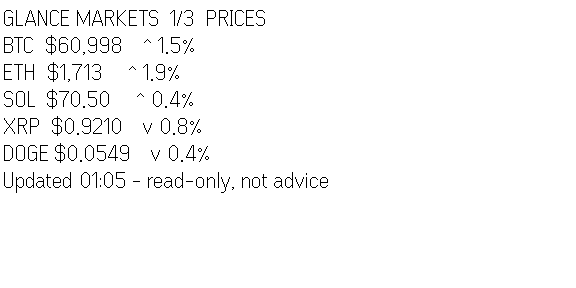 GLANCE MARKETS 1/3 PRICES
BTC $60,998 ^ 1.5%
ETH $1,713 ^ 1.9%
SOL $70.50 ^ 0.4%
XRP $0.9210 v 0.8%
DOGE $0.0549 v 0.4%
Updated 01:05 - read-only, not advice